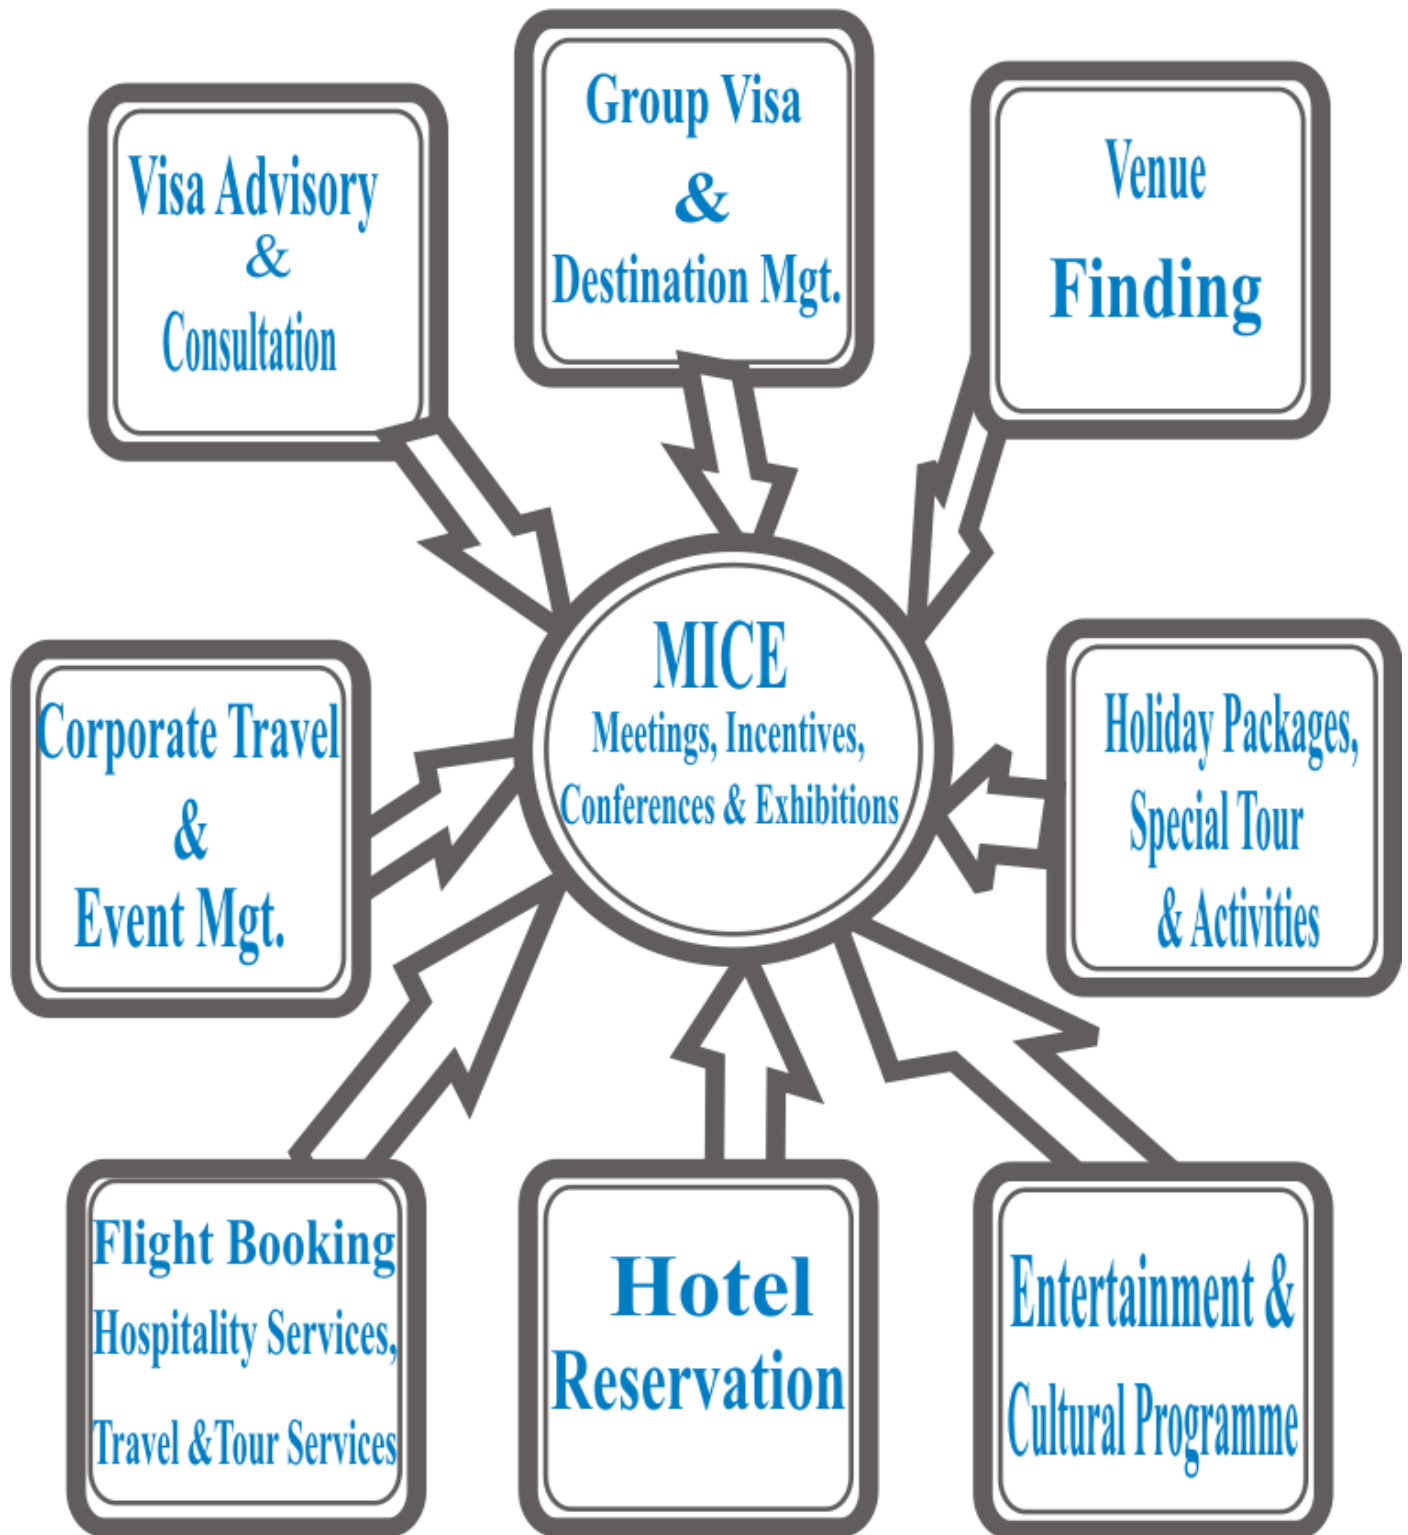 Group Visa
&
Destination Mgt.
Visa Advisory
&
Consultation
Venue
Finding
MICE
Meetings, Incentives,
Conferences & Exhibitions
Corporate Travel
&
Event Mgt.
Holiday Packages,
Special Tour
& Activities
Flight Booking
Hospitality Services,
Travel &Tour Services
Hotel
Reservation
Entertainment &
Cultural Programme